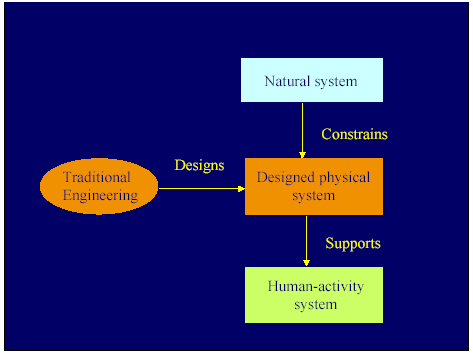 Natural system
Constrains
Designs
Traditional
Engineering
Designed physical
system
Supports
Human-activity
system